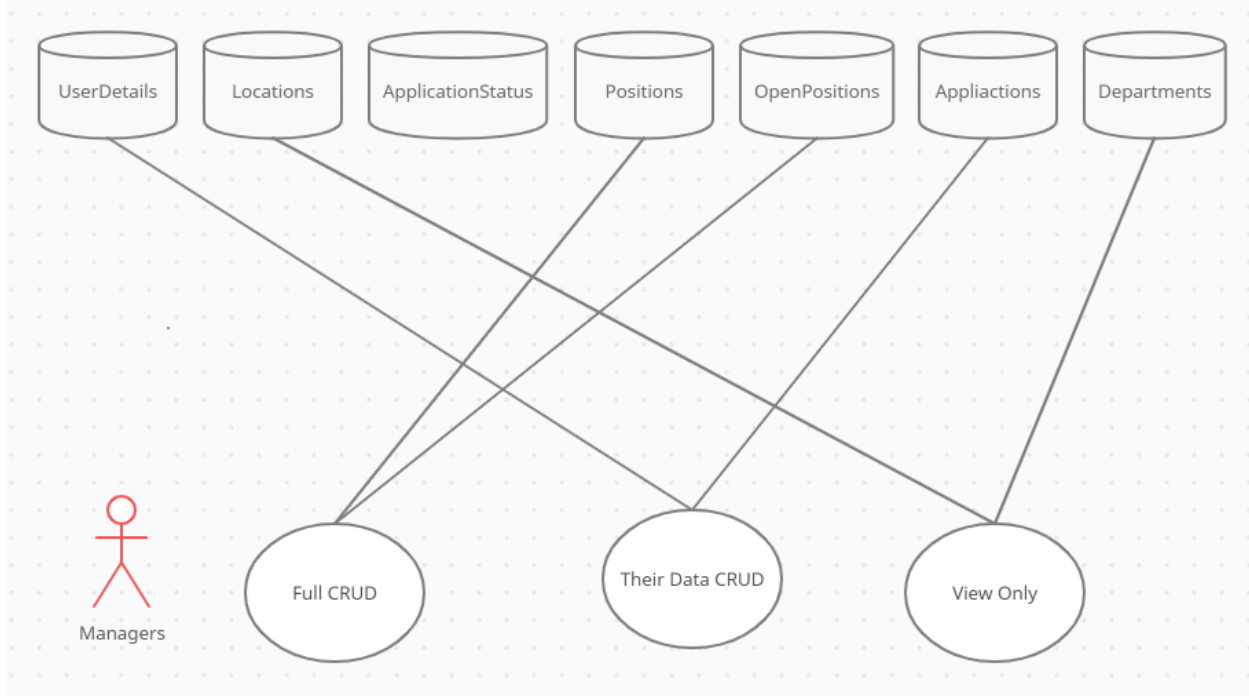 UserDetails
Locations
ApplicationStatus
Positions
OpenPositions
Appliactions
Departments
Managers
Full CRUD
Their Data CRUD
View Only